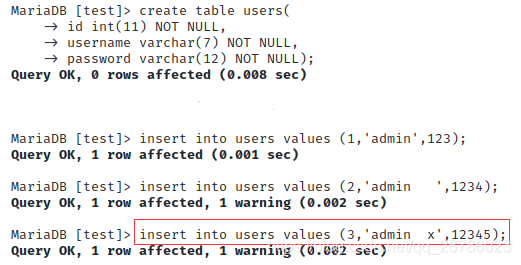 MariaDB [test]> create table users(
    -> id int(11) NOT NULL,
    -> username varchar(7) NOT NULL,
    -> password varchar(12) NOT NULL);
Query OK, 0 rows affected (0.008 sec)
MariaDB [test]> insert into users values (1,'admin',123);
Query OK, 1 row affected (0.001 sec)
MariaDB [test]> insert into users values (2,'admin   ',1234);
Query OK, 1 row affected, 1 warning (0.002 sec)
MariaDB [test]> insert into users values (3,'admin  x',12345);
Query OK, 1 row affected, 1 warning (0.002 sec)